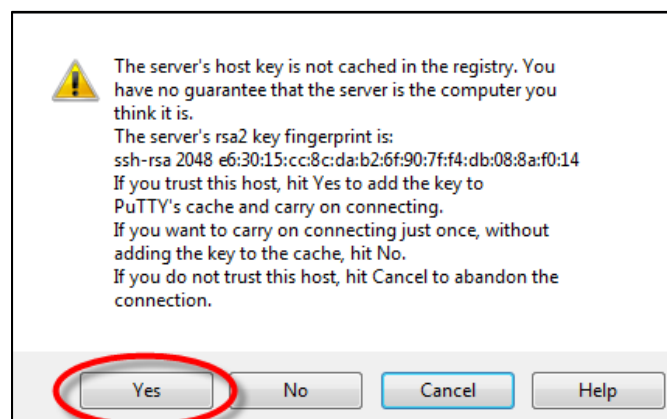 The server's host key is not cached in the registry. You
have no guarantee that the server is the computer you
think it is.
The server's rsa2 key fingerprint is:
ssh-rsa 2048 e6:30:15:cc:8c:da:b2:6f:90:7f:f4:db:08:8a:f0:14
If you trust this host, hit Yes to add the key to
PuTTY's cache and carry on connecting.
If you want to carry on connecting just once, without
adding the key to the cache, hit No.
If you do not trust this host, hit Cancel to abandon the
connection.
Yes No Cancel Help